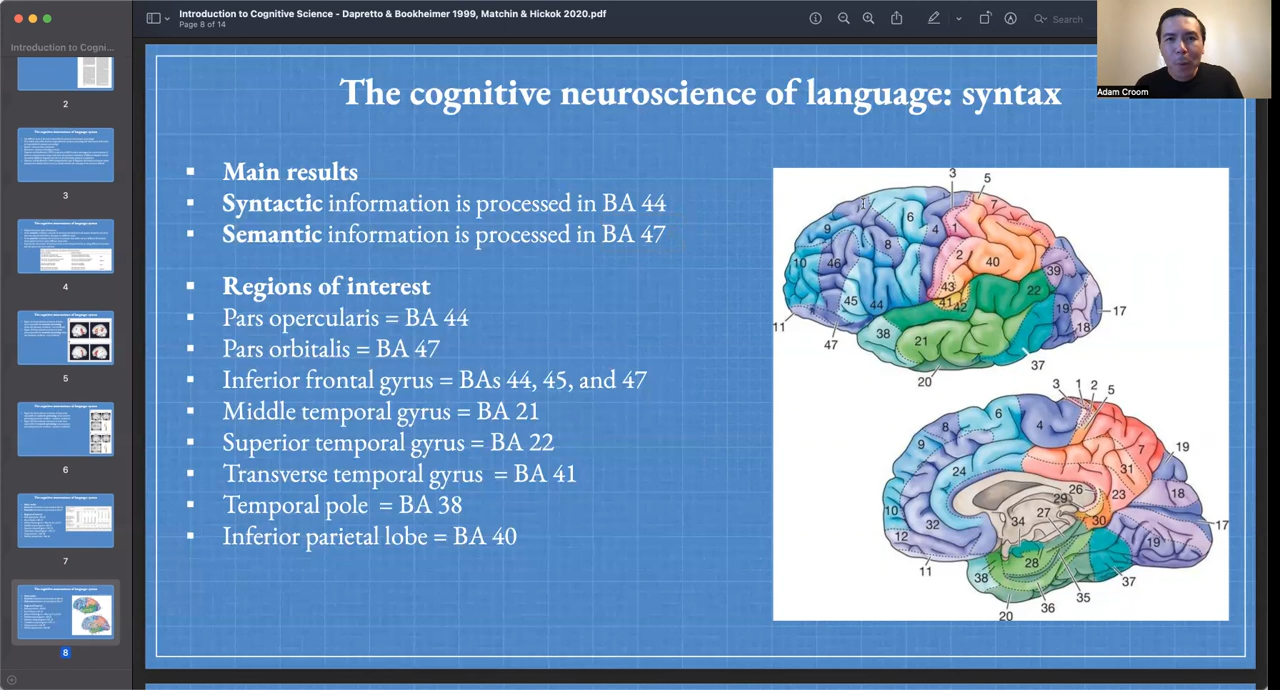 Introduction to Cognitive Science - Dapretto & Bookheimer 1999, Matchin & Hickok 2020.pdf
Page 8 of 14
Search
Introduction to Cogni...
2
3
4
5
6
7
8
Adam Croom
The cognitive neuroscience of language: syntax
▪ Main results
▪ Syntactic information is processed in BA 44
▪ Semantic information is processed in BA 47
▪ Regions of interest
▪ Pars opercularis = BA 44
▪ Pars orbitalis = BA 47
▪ Inferior frontal gyrus = BAs 44, 45, and 47
▪ Middle temporal gyrus = BA 21
▪ Superior temporal gyrus = BA 22
▪ Transverse temporal gyrus = BA 41
▪ Temporal pole = BA 38
▪ Inferior parietal lobe = BA 40
3 5
6 7
9 4 1
8 2
10 46 40 39
43
45 44 41 42 22
11 19 17
38 18
47 21
20 37
3 1 2 5
6
8 4
9 7 19
24 31
26 18
10 29 23
34 27 30 17
32
12 19
28
11 38 37
35
36
20